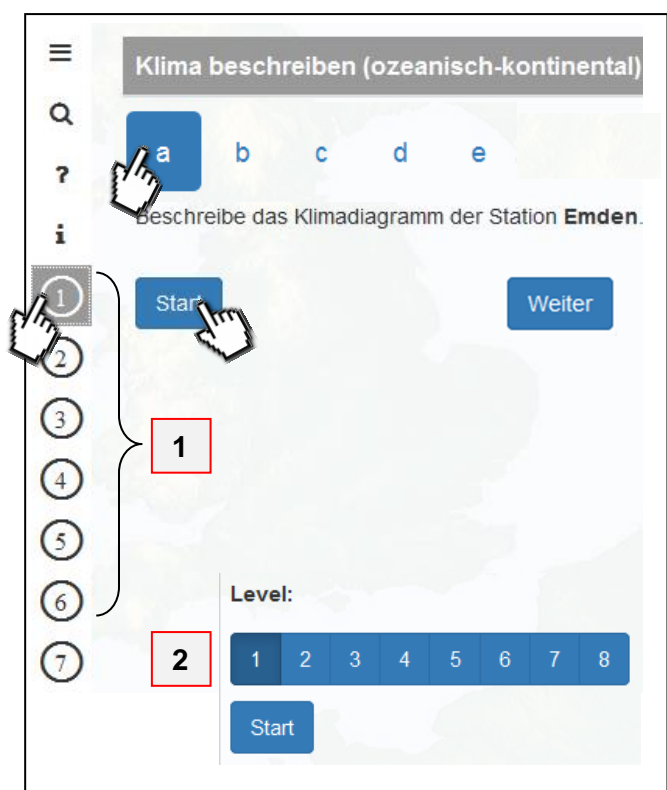 ≡
Klima beschreiben (ozeanisch-kontinental)
a b c d e
?
Beschreibe das Klimadiagramm der Station Emden.
i
1
Start Weiter
2
3
1
4
5
6
Level:
7
2
1 2 3 4 5 6 7 8
Start